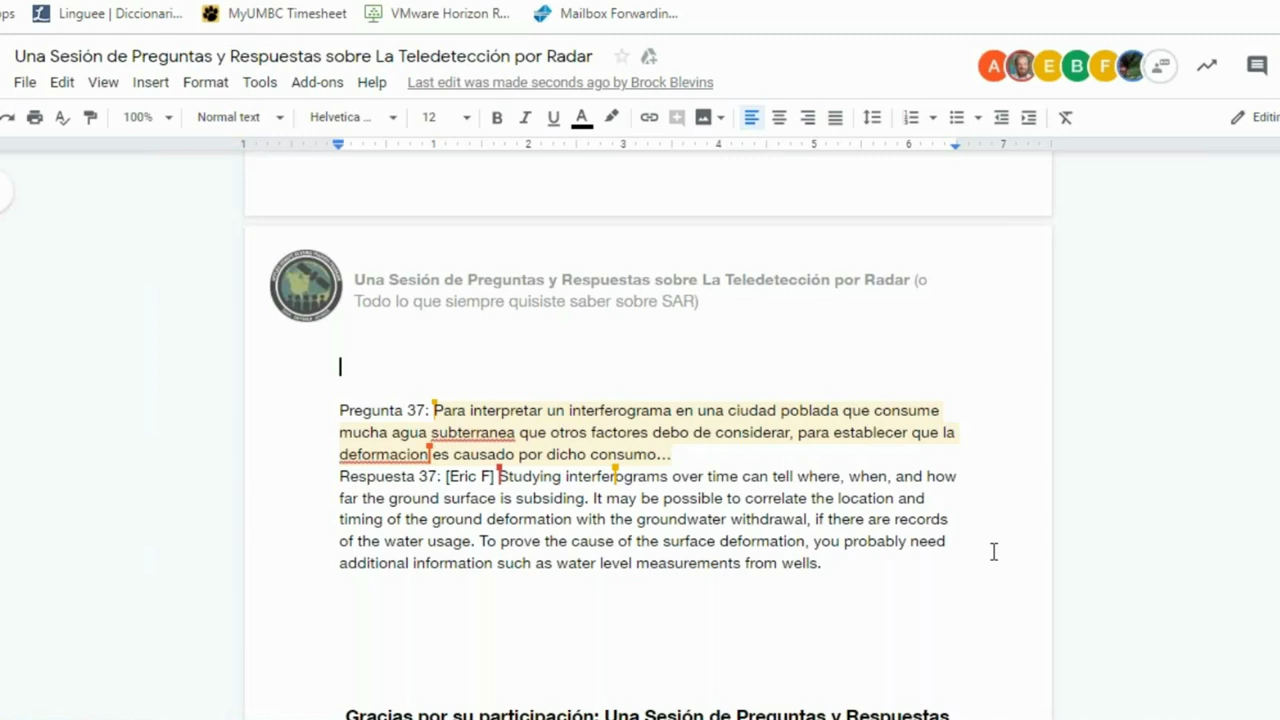 Linguee | Diccionari...
MyUMBC Timesheet
VMware Horizon R...
Mailbox Forwardin...
Una Sesión de Preguntas y Respuestas sobre La Teledetección por Radar
A E B F
File Edit View Insert Format Tools Add-ons Help Last edit was made seconds ago by Brock Blevins
100% Normal text Helvetica ... 12 B I U A
1 1 2 3 4 5 6 7
Una Sesión de Preguntas y Respuestas sobre La Teledetección por Radar (o
Todo lo que siempre quisiste saber sobre SAR)
Pregunta 37: Para interpretar un interferograma en una ciudad poblada que consume
mucha agua subterranea que otros factores debo de considerar, para establecer que la
deformacion es causado por dicho consumo...
Respuesta 37: [Eric F] Studying interferograms over time can tell where, when, and how
far the ground surface is subsiding. It may be possible to correlate the location and
timing of the ground deformation with the groundwater withdrawal, if there are records
of the water usage. To prove the cause of the surface deformation, you probably need
additional information such as water level measurements from wells.
Gracias por su participación: Una Sesión de Preguntas y Respuestas